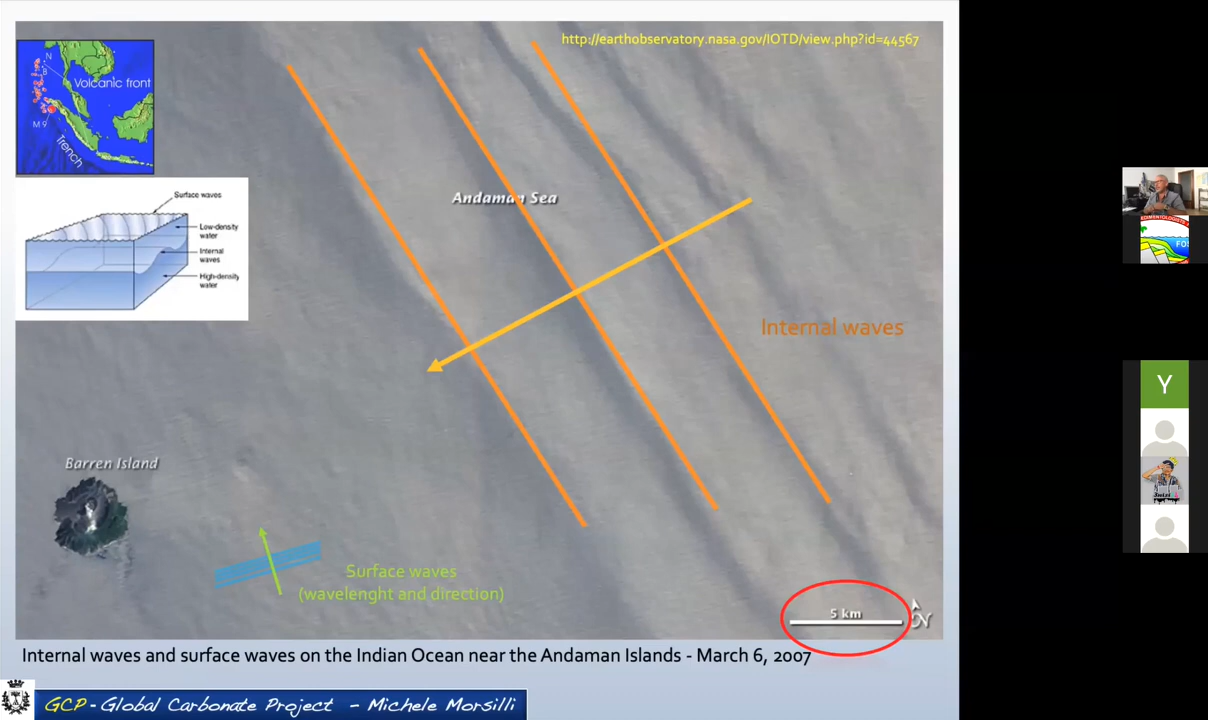 http://earthobservatory.nasa.gov/IOTD/view.php?id=44567
N
B
Volcanic front
M 9
Trench
Surface waves
Low-density
water
Internal
waves
High-density
water
Andaman Sea
Internal waves
Barren Island
Surface waves
(wavelenght and direction)
5 km
N
Internal waves and surface waves on the Indian Ocean near the Andaman Islands - March 6, 2007
GCP - Global Carbonate Project - Michele Morsilli
FOS
Y